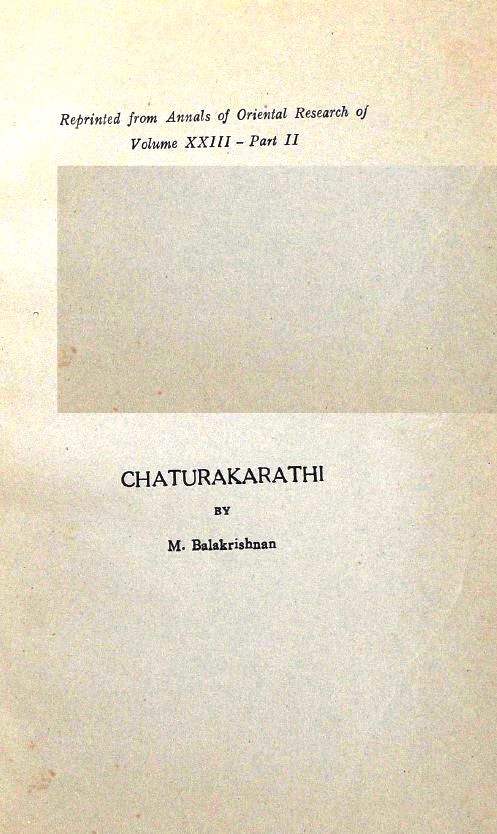 Reprinted from Annals of Oriental Research of
Volume XXIII - Part II
CHATURAKARATHI
BY
M. Balakrishnan